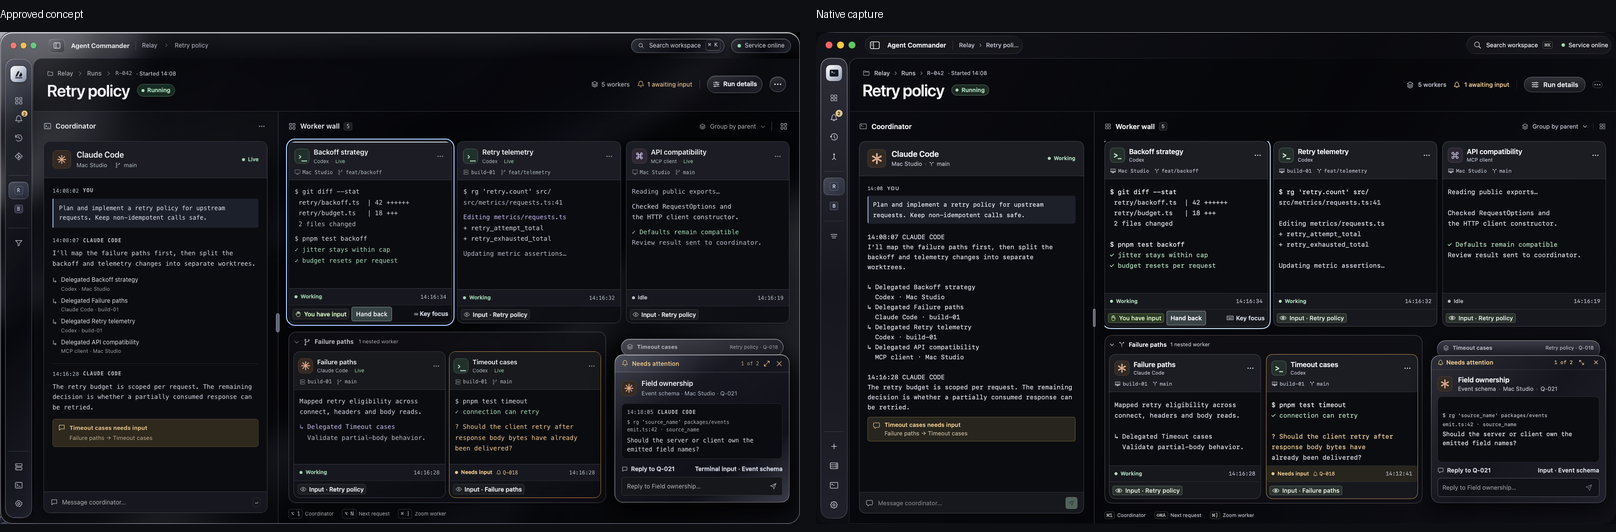 Approved concept
Agent Commander Relay > Retry policy
Search workspace ⌘ K
Service online
Relay > Runs > R-042 · Started 14:08
Retry policy
Running
5 workers
1 awaiting input
Run details
Coordinator
Claude Code
Mac Studio main
Live
14:08:02 YOU
Plan and implement a retry policy for upstream
requests. Keep non-idempotent calls safe.
14:08:07 CLAUDE CODE
I'll map the failure paths first, then split the
backoff and telemetry changes into separate worktrees.
↳ Delegated Backoff strategy
Codex · Mac Studio
↳ Delegated Failure paths
Claude Code · build-01
↳ Delegated Retry telemetry
Codex · build-01
↳ Delegated API compatibility
MCP client · Mac Studio
14:16:28 CLAUDE CODE
The retry budget is scoped per request. The remaining
decision is whether a partially consumed response can
be retried.
Timeout cases needs input
Failure paths → Timeout cases
Message coordinator...
Worker wall 5
Group by parent
Backoff strategy
Codex Live
Mac Studio feat/backoff
$ git diff --stat
retry/backoff.ts | 42 ++++++
retry/budget.ts | 18 +++
2 files changed
$ pnpm test backoff
✓ jitter stays within cap
✓ budget resets per request
Working 14:16:34
You have input Hand back Key focus
Retry telemetry
Codex Live
build-01 feat/telemetry
$ rg 'retry.count' src/
src/metrics/requests.ts:41
Editing metrics/requests.ts
+ retry_attempt_total
+ retry_exhausted_total
Updating metric assertions…
Working 14:16:32
Input · Retry policy
API compatibility
MCP client Live
Mac Studio main
Reading public exports…
Checked RequestOptions and
the HTTP client constructor.
✓ Defaults remain compatible
Review result sent to coordinator.
Idle 14:16:19
Input · Retry policy
Failure paths 1 nested worker
Failure paths
Claude Code Live
build-01 main
Mapped retry eligibility across
connect, headers and body reads.
↳ Delegated Timeout cases
Validate partial-body behavior.
Working 14:16:28
Input · Retry policy
Timeout cases
Codex Live
build-01 main
$ pnpm test timeout
✓ connection can retry
? Should the client retry after
response body bytes have already
been delivered?
Needs input Q-018 14:16:28
Input · Failure paths
Timeout cases Retry policy · Q-018
Needs attention 1 of 2
Field ownership
Event schema · Mac Studio · Q-021
14:18:05 CLAUDE CODE
$ rg 'source_name' packages/events
emit.ts:42 · source_name
Should the server or client own the
emitted field names?
Reply to Q-021 Terminal input · Event schema
Reply to Field ownership...
Coordinator Next request Zoom worker
Native capture
Agent Commander Relay > Retry poli...
Search workspace ⌘K
Service online
Relay > Runs > R-042 · Started 14:08
Retry policy
Running
5 workers
1 awaiting input
Run details
Coordinator
Claude Code
Mac Studio main
Working
14:08 YOU
Plan and implement a retry policy for upstream
requests. Keep non-idempotent calls safe.
14:08:07 CLAUDE CODE
I'll map the failure paths first, then split the
backoff and telemetry changes into separate
worktrees.
↳ Delegated Backoff strategy
Codex · Mac Studio
↳ Delegated Failure paths
Claude Code · build-01
↳ Delegated Retry telemetry
Codex · build-01
↳ Delegated API compatibility
MCP client · Mac Studio
14:16:28 CLAUDE CODE
The retry budget is scoped per request. The remaining
decision is whether a partially consumed response can
be retried.
Timeout cases needs input
Failure paths → Timeout cases
Message coordinator...
Worker wall 5
Group by parent
Backoff strategy
Codex
Mac Studio feat/backoff
$ git diff --stat
retry/backoff.ts | 42 ++++++
retry/budget.ts | 18 +++
2 files changed
$ pnpm test backoff
✓ jitter stays within cap
✓ budget resets per request
Working 14:16:34
You have input Hand back Key focus
Retry telemetry
Codex
build-01 feat/telemetry
$ rg 'retry.count' src/
src/metrics/requests.ts:41
Editing metrics/requests.ts
+ retry_attempt_total
+ retry_exhausted_total
Updating metric assertions…
Working 14:16:32
Input · Retry policy
API compatibility
MCP client
Mac Studio main
Reading public exports…
Checked RequestOptions and
the HTTP client constructor.
✓ Defaults remain compatible
Review result sent to coordinator.
Idle 14:16:19
Input · Retry policy
Failure paths 1 nested worker
Failure paths
Claude Code
build-01 main
Mapped retry eligibility across
connect, headers and body reads.
↳ Delegated Timeout cases
Validate partial-body behavior.
Working 14:16:28
Input · Retry policy
Timeout cases
Codex
build-01 main
$ pnpm test timeout
✓ connection can retry
? Should the client retry after
response body bytes have
already been delivered?
Needs input Q-018 14:12:41
Input · Failure paths
Timeout cases Retry policy · Q-018
Needs attention 1 of 2
Field ownership
Event schema · Mac Studio · Q-021
$ rg 'source_name' packages/events
emit.ts:42 · source_name
Should the server or client own the
emitted field names?
Reply to Q-021 Input · Event schema
Reply to Field ownership...
⌘1 Coordinator Next request Zoom worker